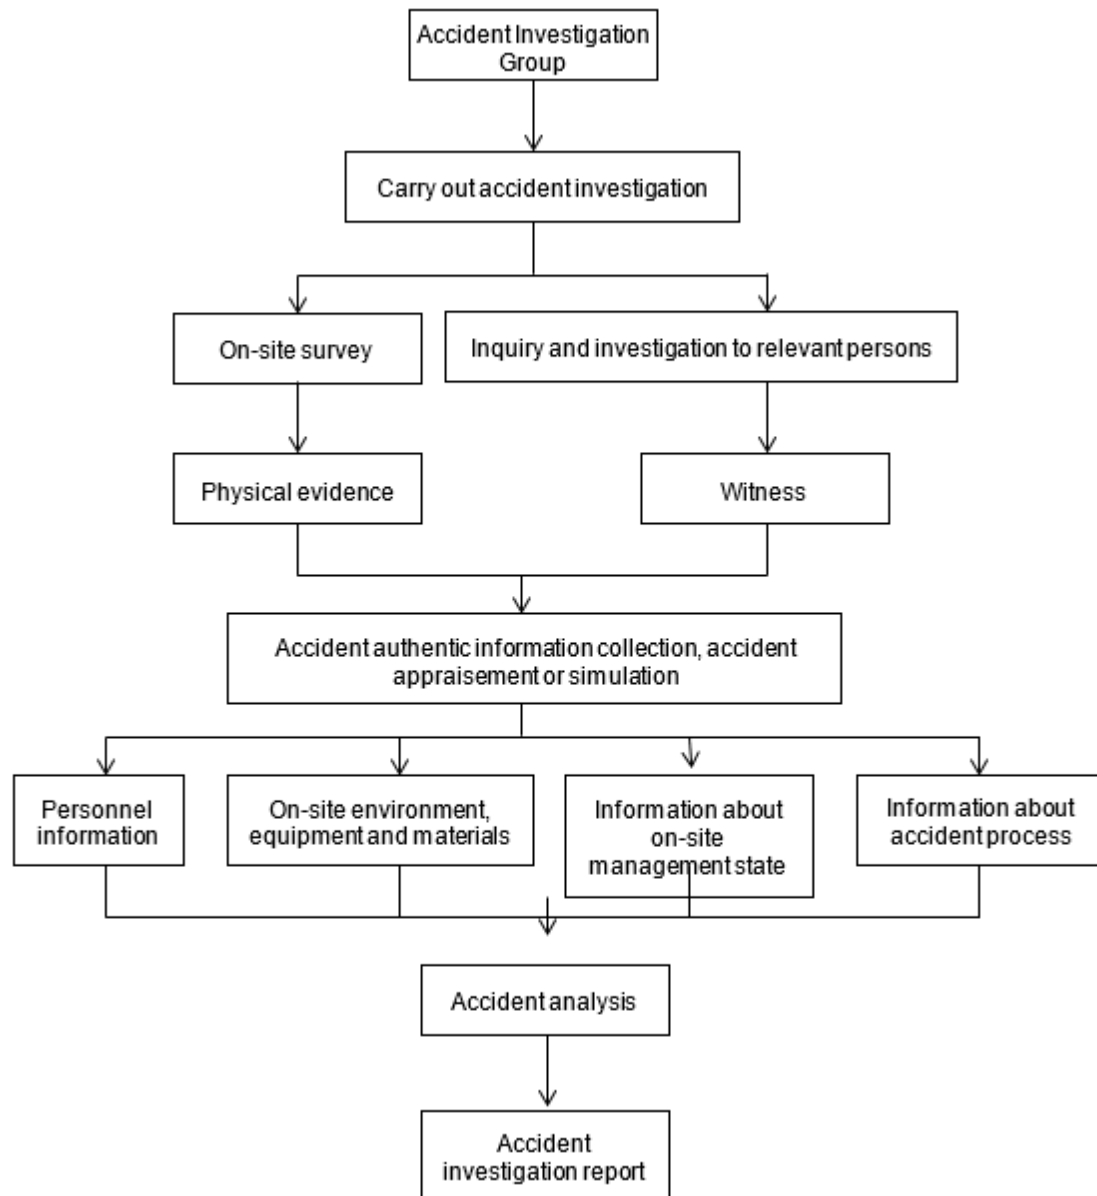 Accident Investigation
Group
Carry out accident investigation
On-site survey
Inquiry and investigation to relevant persons
Physical evidence
Witness
Accident authentic information collection, accident
appraisement or simulation
Personnel
information
On-site environment,
equipment and materials
Information about
on-site
management state
Information about
accident process
Accident analysis
Accident
investigation report